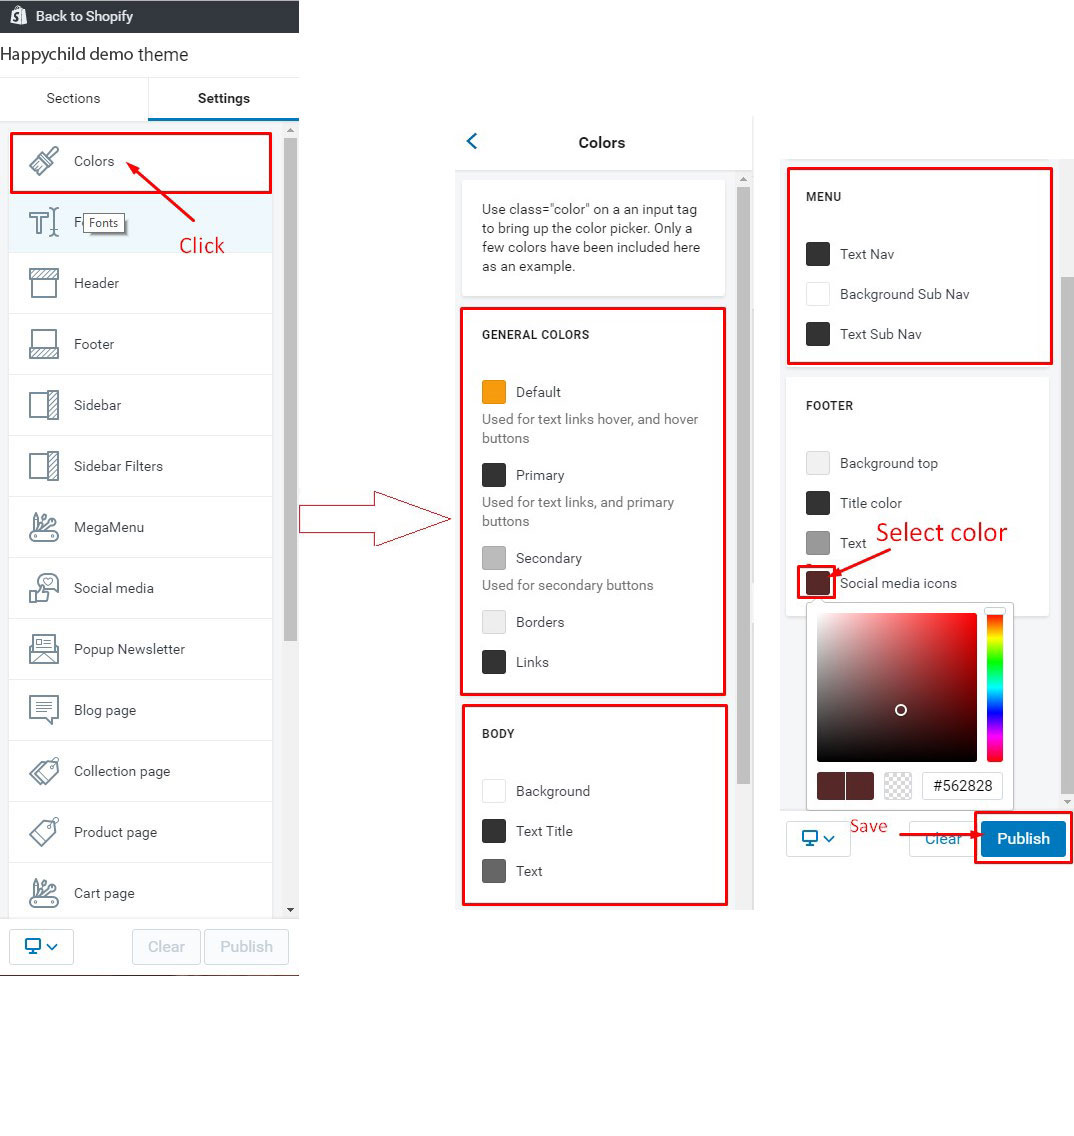 Back to Shopify
Happychild demo theme
Sections
Settings
Colors
Fonts
Click
Header
Footer
Sidebar
Sidebar Filters
MegaMenu
Social media
Popup Newsletter
Blog page
Collection page
Product page
Cart page
Clear
Publish
Colors
Use class="color" on a an input tag
to bring up the color picker. Only a
few colors have been included here
as an example.
GENERAL COLORS
Default
Used for text links hover, and hover
buttons
Primary
Used for text links, and primary
buttons
Secondary
Used for secondary buttons
Borders
Links
BODY
Background
Text Title
Text
MENU
Text Nav
Background Sub Nav
Text Sub Nav
FOOTER
Background top
Title color
Text
Select color
Social media icons
#562828
Save
Clear
Publish